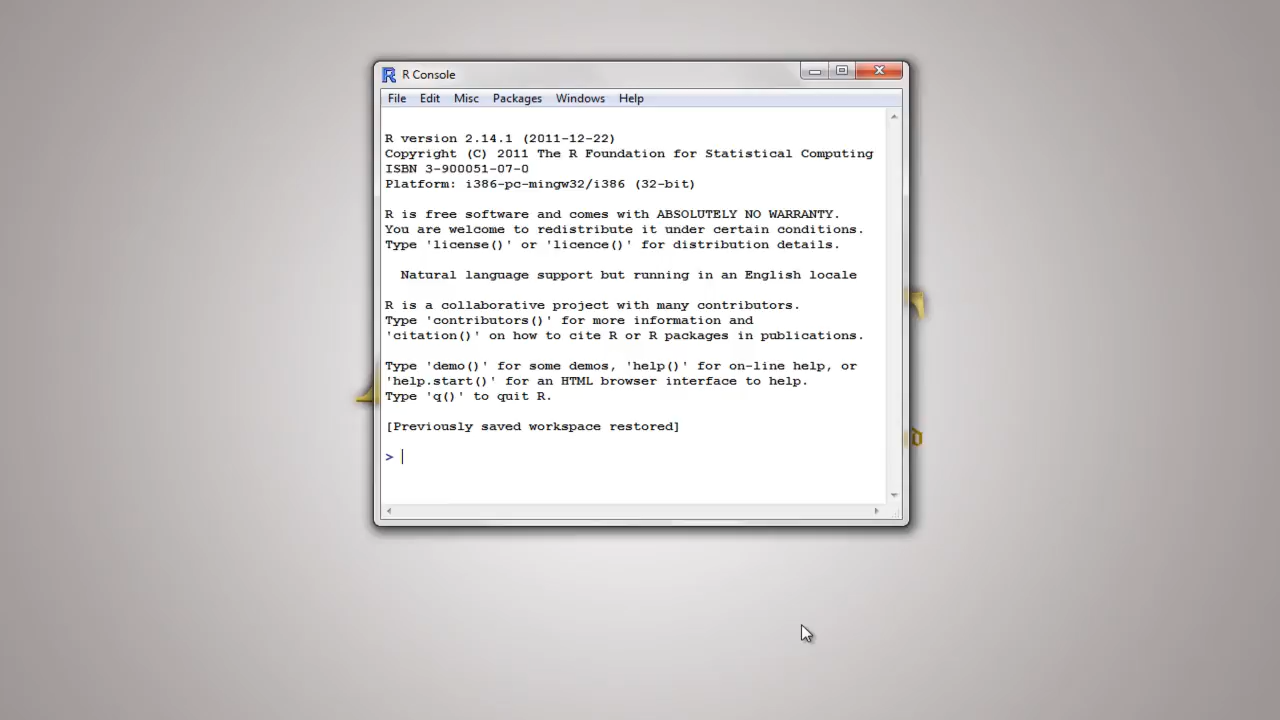 R Console
File Edit Misc Packages Windows Help
R version 2.14.1 (2011-12-22)
Copyright (C) 2011 The R Foundation for Statistical Computing
ISBN 3-900051-07-0
Platform: i386-pc-mingw32/i386 (32-bit)
R is free software and comes with ABSOLUTELY NO WARRANTY.
You are welcome to redistribute it under certain conditions.
Type 'license()' or 'licence()' for distribution details.
Natural language support but running in an English locale
R is a collaborative project with many contributors.
Type 'contributors()' for more information and
'citation()' on how to cite R or R packages in publications.
Type 'demo()' for some demos, 'help()' for on-line help, or
'help.start()' for an HTML browser interface to help.
Type 'q()' to quit R.
[Previously saved workspace restored]
>